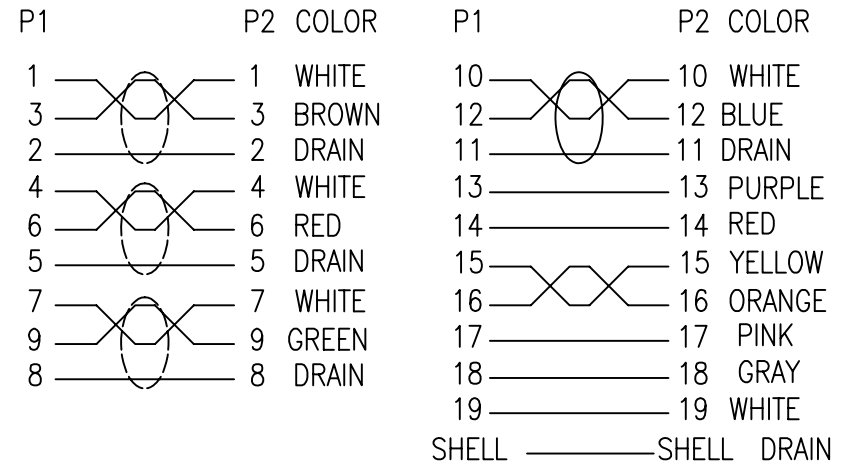 P1 P2 COLOR
1 1 WHITE
3 3 BROWN
2 2 DRAIN
4 4 WHITE
6 6 RED
5 5 DRAIN
7 7 WHITE
9 9 GREEN
8 8 DRAIN
P1 P2 COLOR
10 10 WHITE
12 12 BLUE
11 11 DRAIN
13 13 PURPLE
14 14 RED
15 15 YELLOW
16 16 ORANGE
17 17 PINK
18 18 GRAY
19 19 WHITE
SHELL SHELL DRAIN